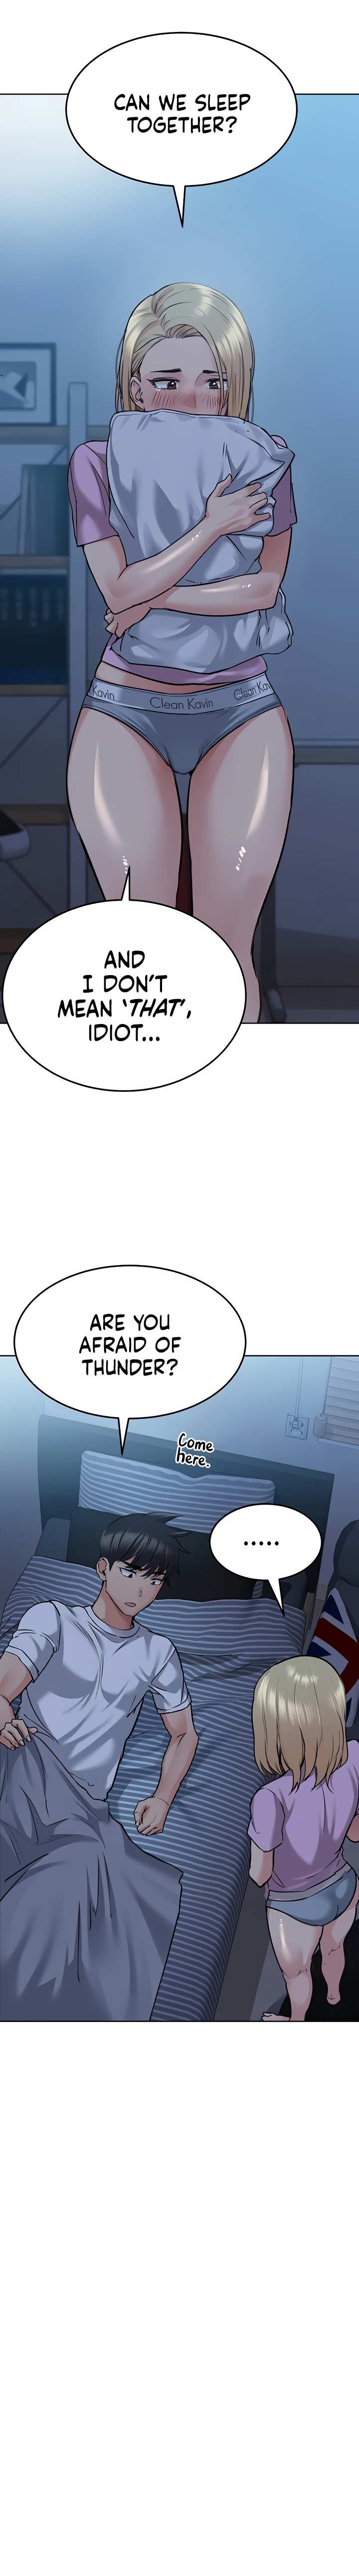 CAN WE SLEEP
TOGETHER?
Kavin
Clean Kavin
Clean Kav
AND
I DON'T
MEAN 'THAT',
IDIOT...
ARE YOU
AFRAID OF
THUNDER?
Come
here.
.....